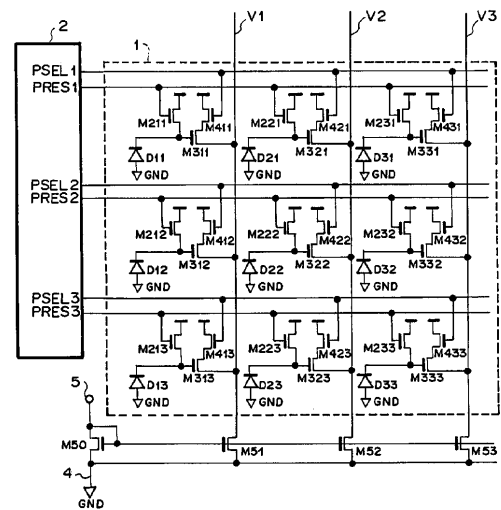 V1 V2 V3
2 1
PSEL1
PRES1
M211 M411 M221 M421 M231 M431
M311 M321 M331
D11 D21 D31
GND GND GND
PSEL2
PRES2
M212 M412 M222 M422 M232 M432
M312 M322 M332
D12 D22 D32
GND GND GND
PSEL3
PRES3
M213 M413 M223 M423 M233 M433
M313 M323 M333
D13 D23 D33
GND GND GND
5
M50 M51 M52 M53
4
GND